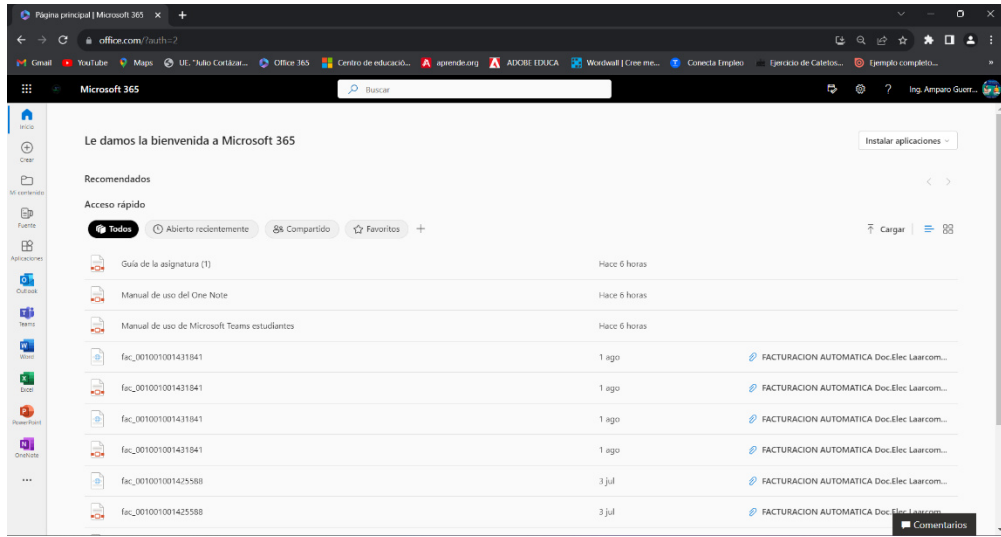 Página principal | Microsoft 365
office.com/?auth=2
Gmail YouTube Maps UE. "Julio Cortázar... Office 365 Centro de educació... aprende.org ADOBE EDUCA Wordwall | Cree me... Conecta Empleo Ejercicio de Catetos... Ejemplo completo... »
Microsoft 365 Buscar ? Ing. Amparo Guerr...
Inicio
Crear
Mi contenido
Fuente
Aplicaciones
Outlook
Teams
Word
Excel
PowerPoint
OneNote
Le damos la bienvenida a Microsoft 365 Instalar aplicaciones
Recomendados
Acceso rápido
Todos Abierto recientemente Compartido Favoritos + Cargar
Guía de la asignatura (1) Hace 6 horas
Manual de uso del One Note Hace 6 horas
Manual de uso de Microsoft Teams estudiantes Hace 6 horas
fac_001001001431841 1 ago FACTURACION AUTOMATICA Doc.Elec Laarcom...
fac_001001001431841 1 ago FACTURACION AUTOMATICA Doc.Elec Laarcom...
fac_001001001431841 1 ago FACTURACION AUTOMATICA Doc.Elec Laarcom...
fac_001001001431841 1 ago FACTURACION AUTOMATICA Doc.Elec Laarcom...
fac_001001001425588 3 jul FACTURACION AUTOMATICA Doc.Elec Laarcom...
fac_001001001425588 3 jul FACTURACION AUTOMATICA Doc.Elec Laarcom...
Comentarios